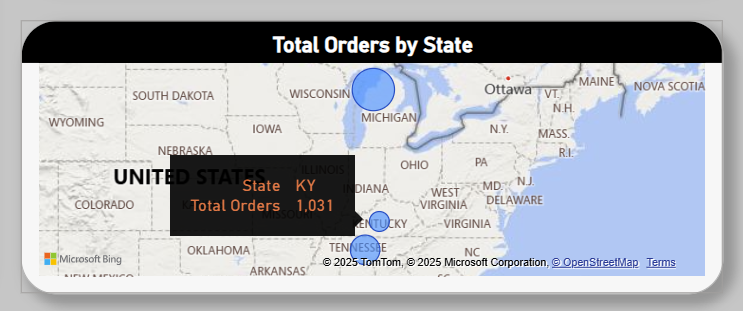 Total Orders by State
Ottawa
MAINE
NOVA SCOTIA
VT.
N.H.
SOUTH DAKOTA
WISCONSIN
MICHIGAN
WYOMING
N.Y.
MASS.
IOWA
R.I.
NEBRASKA
OHIO
PA
N.J.
UNITED STATES
ILLINOIS
INDIANA
MD.
DELAWARE
State KY
WEST
VIRGINIA
COLORADO
Total Orders 1,031
MISSOURI
KENTUCKY
VIRGINIA
TENNESSEE
OKLAHOMA
NC
Microsoft Bing
© 2025 TomTom, © 2025 Microsoft Corporation, © OpenStreetMap Terms
ARKANSAS
NEW MEXICO
SC